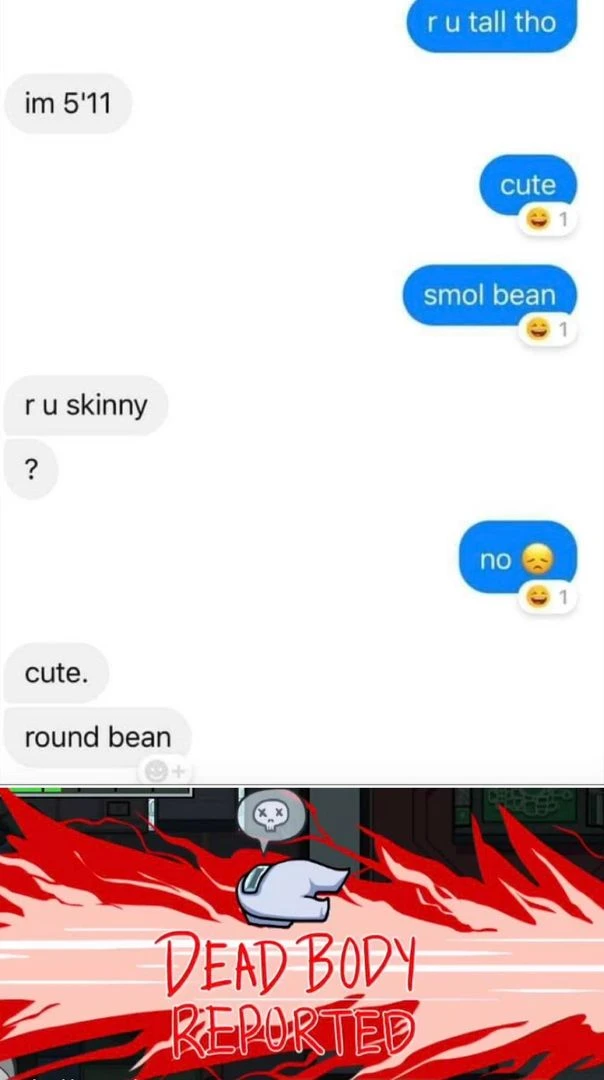 r u tall tho
im 5'11
cute
😄 1
smol bean
😄 1
r u skinny
?
no 😞
😄 1
cute.
round bean
DEAD BODY
REPORTED